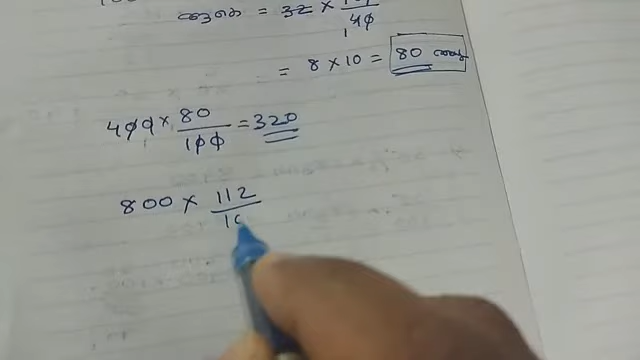 = 32 ×
= 8 × 10 = 80
400 × 80/100 = 320
800 × 112/10